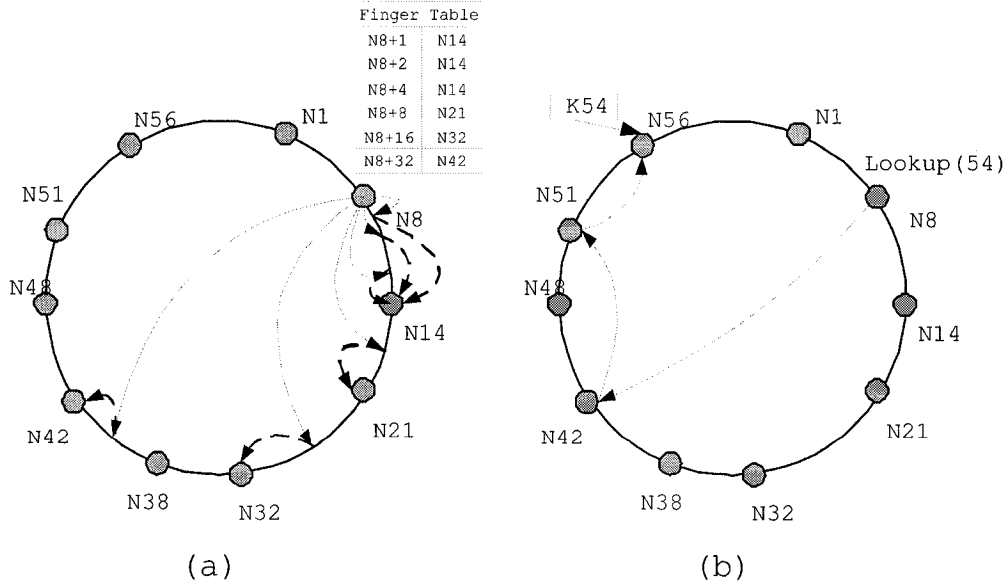 Finger Table
N8+1 N14
N8+2 N14
N8+4 N14
N8+8 N21
N8+16 N32
N8+32 N42
N56
N1
N51
N8
N48
N14
N42
N21
N38
N32
(a)
K54
N56
N1
Lookup(54)
N51
N8
N48
N14
N42
N21
N38
N32
(b)